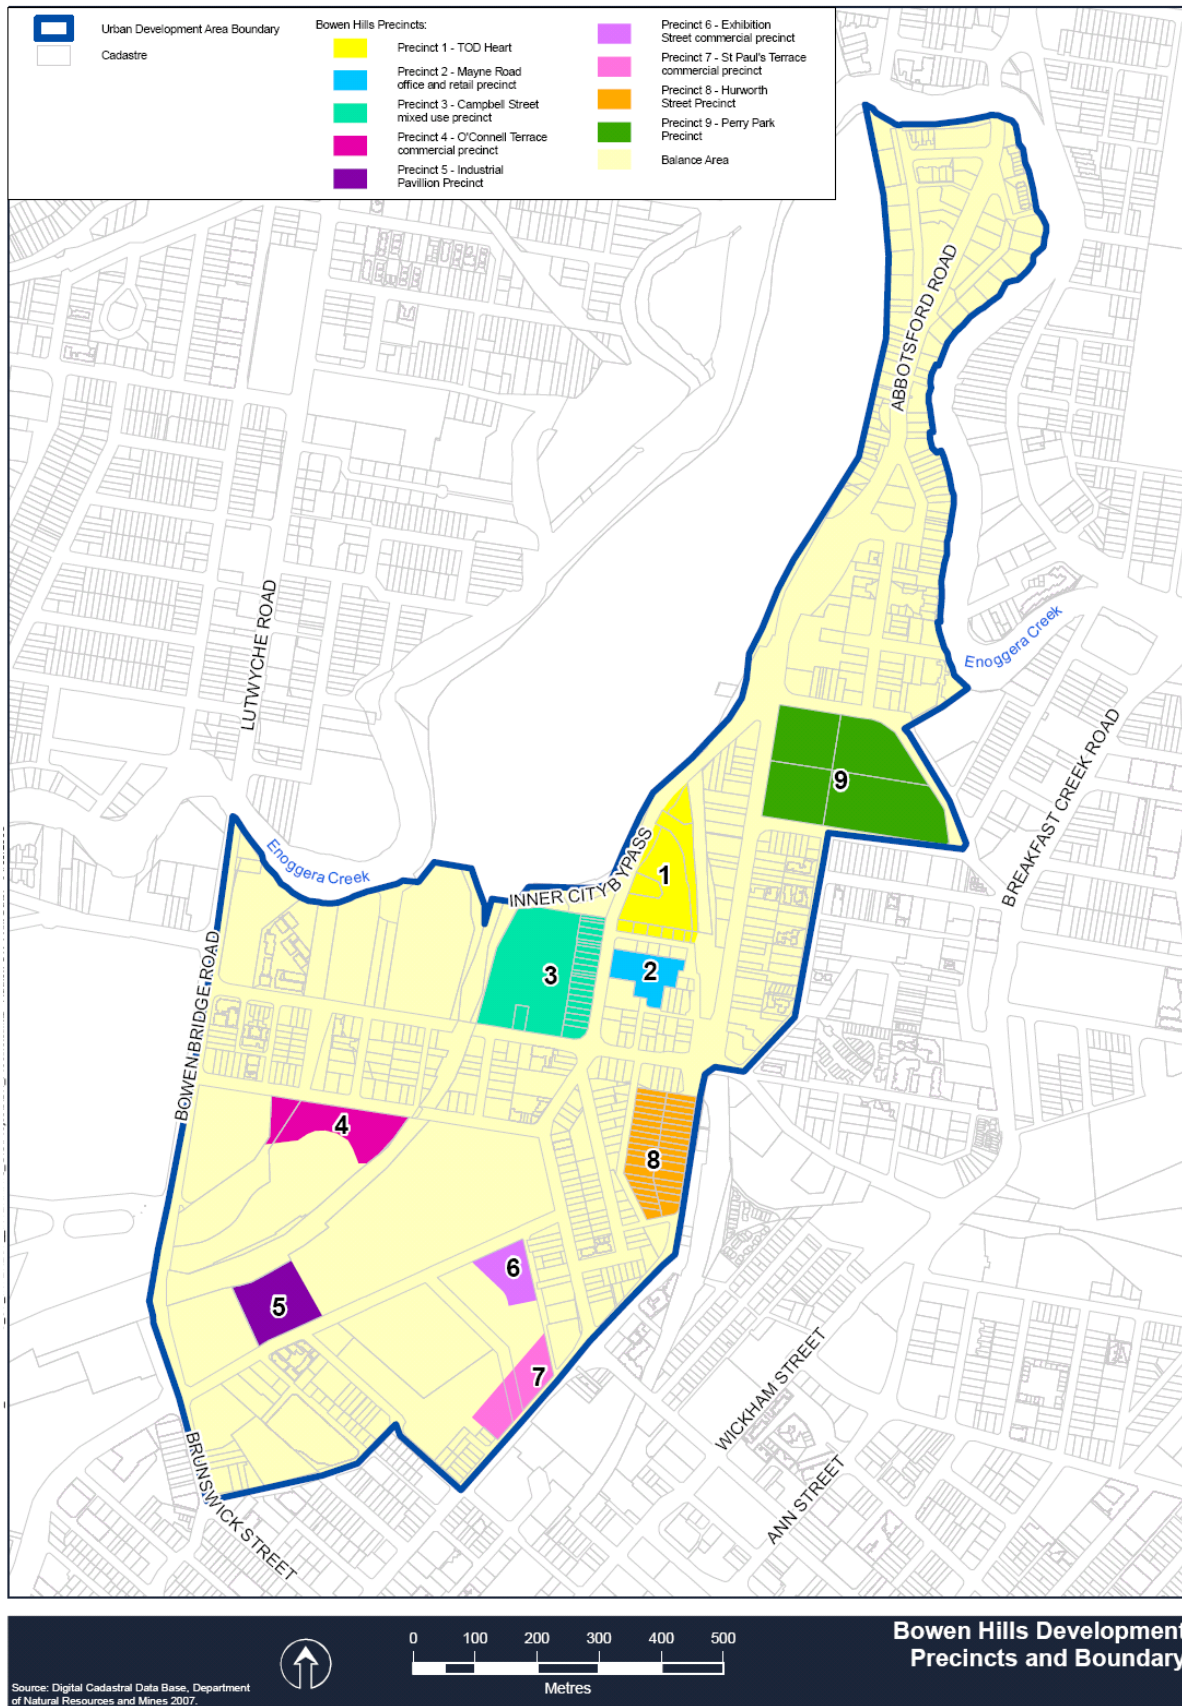 Urban Development Area Boundary
Cadastre
Bowen Hills Precincts:
Precinct 1 - TOD Heart
Precinct 2 - Mayne Road
office and retail precinct
Precinct 3 - Campbell Street
mixed use precinct
Precinct 4 - O'Connell Terrace
commercial precinct
Precinct 5 - Industrial
Pavillion Precinct
Precinct 6 - Exhibition
Street commercial precinct
Precinct 7 - St Paul's Terrace
commercial precinct
Precinct 8 - Hurworth
Street Precinct
Precinct 9 - Perry Park
Precinct
Balance Area
ABBOTSFORD ROAD
LUTWYCHE ROAD
Enoggera Creek
BREAKFAST CREEK ROAD
9
INNER CITY BYPASS
1
Enoggera Creek
2
3
BOWEN BRIDGE ROAD
4
8
6
5
7
WICKHAM STREET
BRUNSWICK STREET
ANN STREET
Source: Digital Cadastral Data Base, Department
of Natural Resources and Mines 2007.
0 100 200 300 400 500
Metres
Bowen Hills Development
Precincts and Boundary